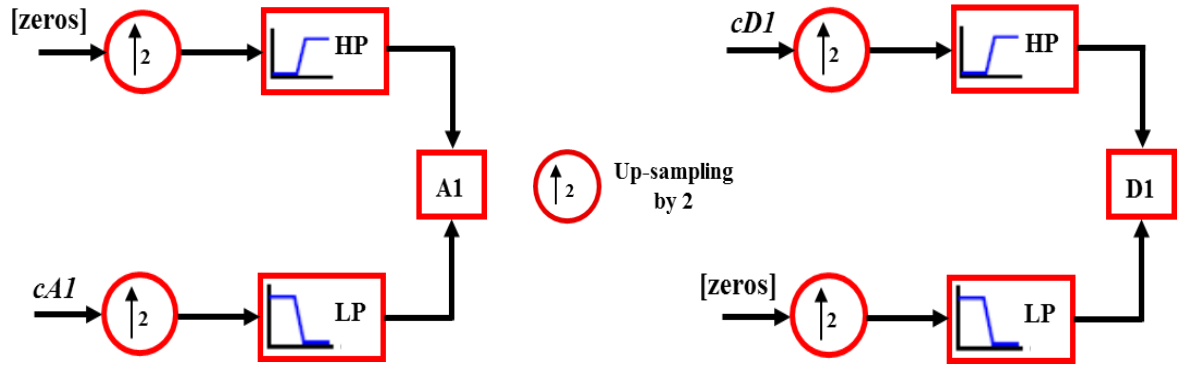 [zeros]
2
HP
A1
cA1
2
LP
2
Up-sampling
by 2
cD1
2
HP
D1
[zeros]
2
LP